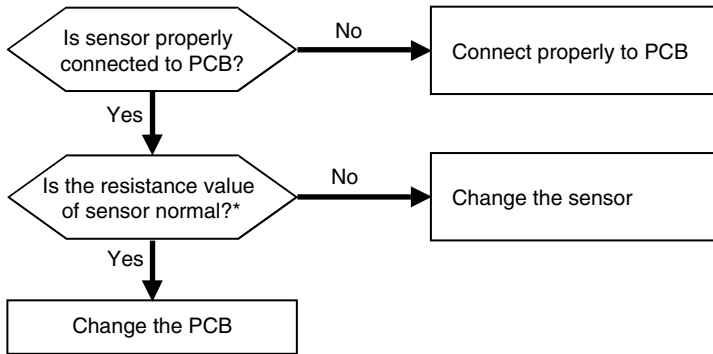 Is sensor properly
connected to PCB?
No
Connect properly to PCB
Yes
Is the resistance value
of sensor normal?*
No
Change the sensor
Yes
Change the PCB